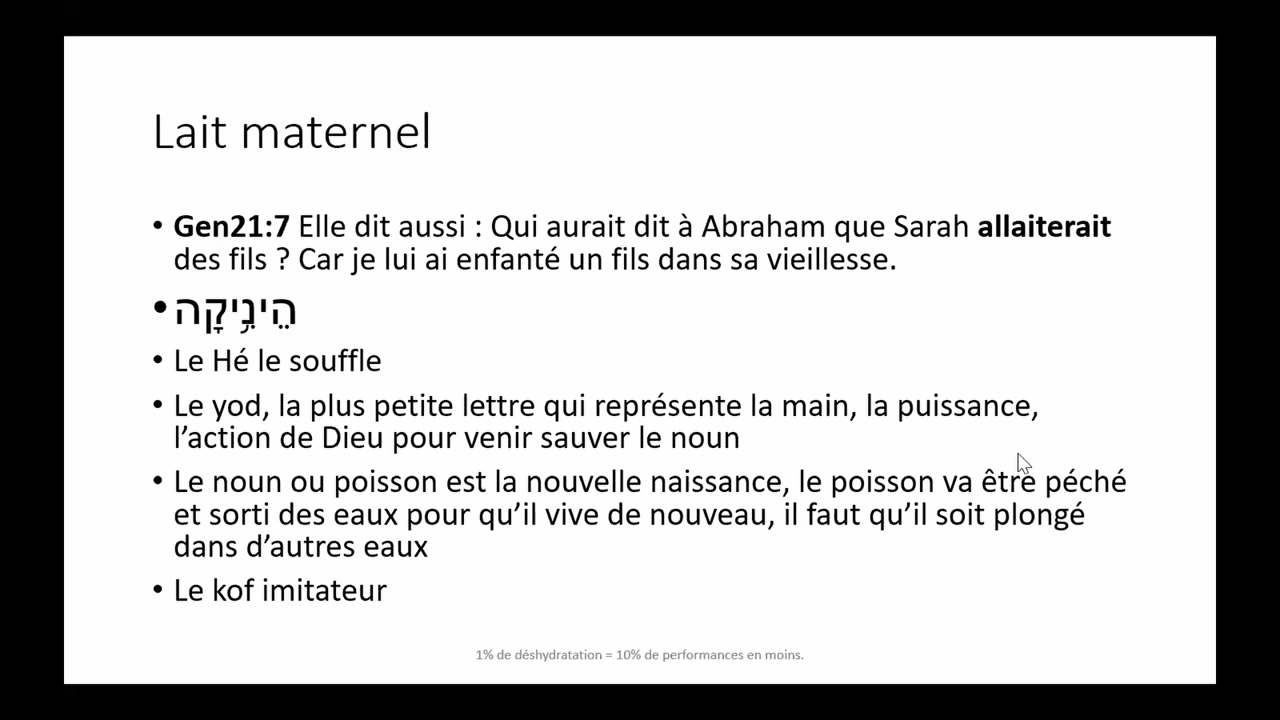 Lait maternel
• Gen21:7 Elle dit aussi : Qui aurait dit à Abraham que Sarah allaiterait
des fils ? Car je lui ai enfanté un fils dans sa vieillesse.
• הֵינִ֥יקָה
• Le Hé le souffle
• Le yod, la plus petite lettre qui représente la main, la puissance,
l’action de Dieu pour venir sauver le noun
• Le noun ou poisson est la nouvelle naissance, le poisson va être péché
et sorti des eaux pour qu’il vive de nouveau, il faut qu’il soit plongé
dans d’autres eaux
• Le kof imitateur
1% de déshydratation = 10% de performances en moins.